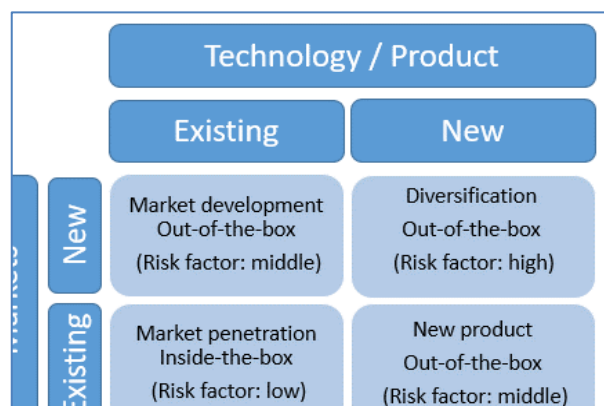 Technology / Product
Existing
New
Markets
New
Market development
Out-of-the-box
(Risk factor: middle)
Diversification
Out-of-the-box
(Risk factor: high)
Existing
Market penetration
Inside-the-box
(Risk factor: low)
New product
Out-of-the-box
(Risk factor: middle)